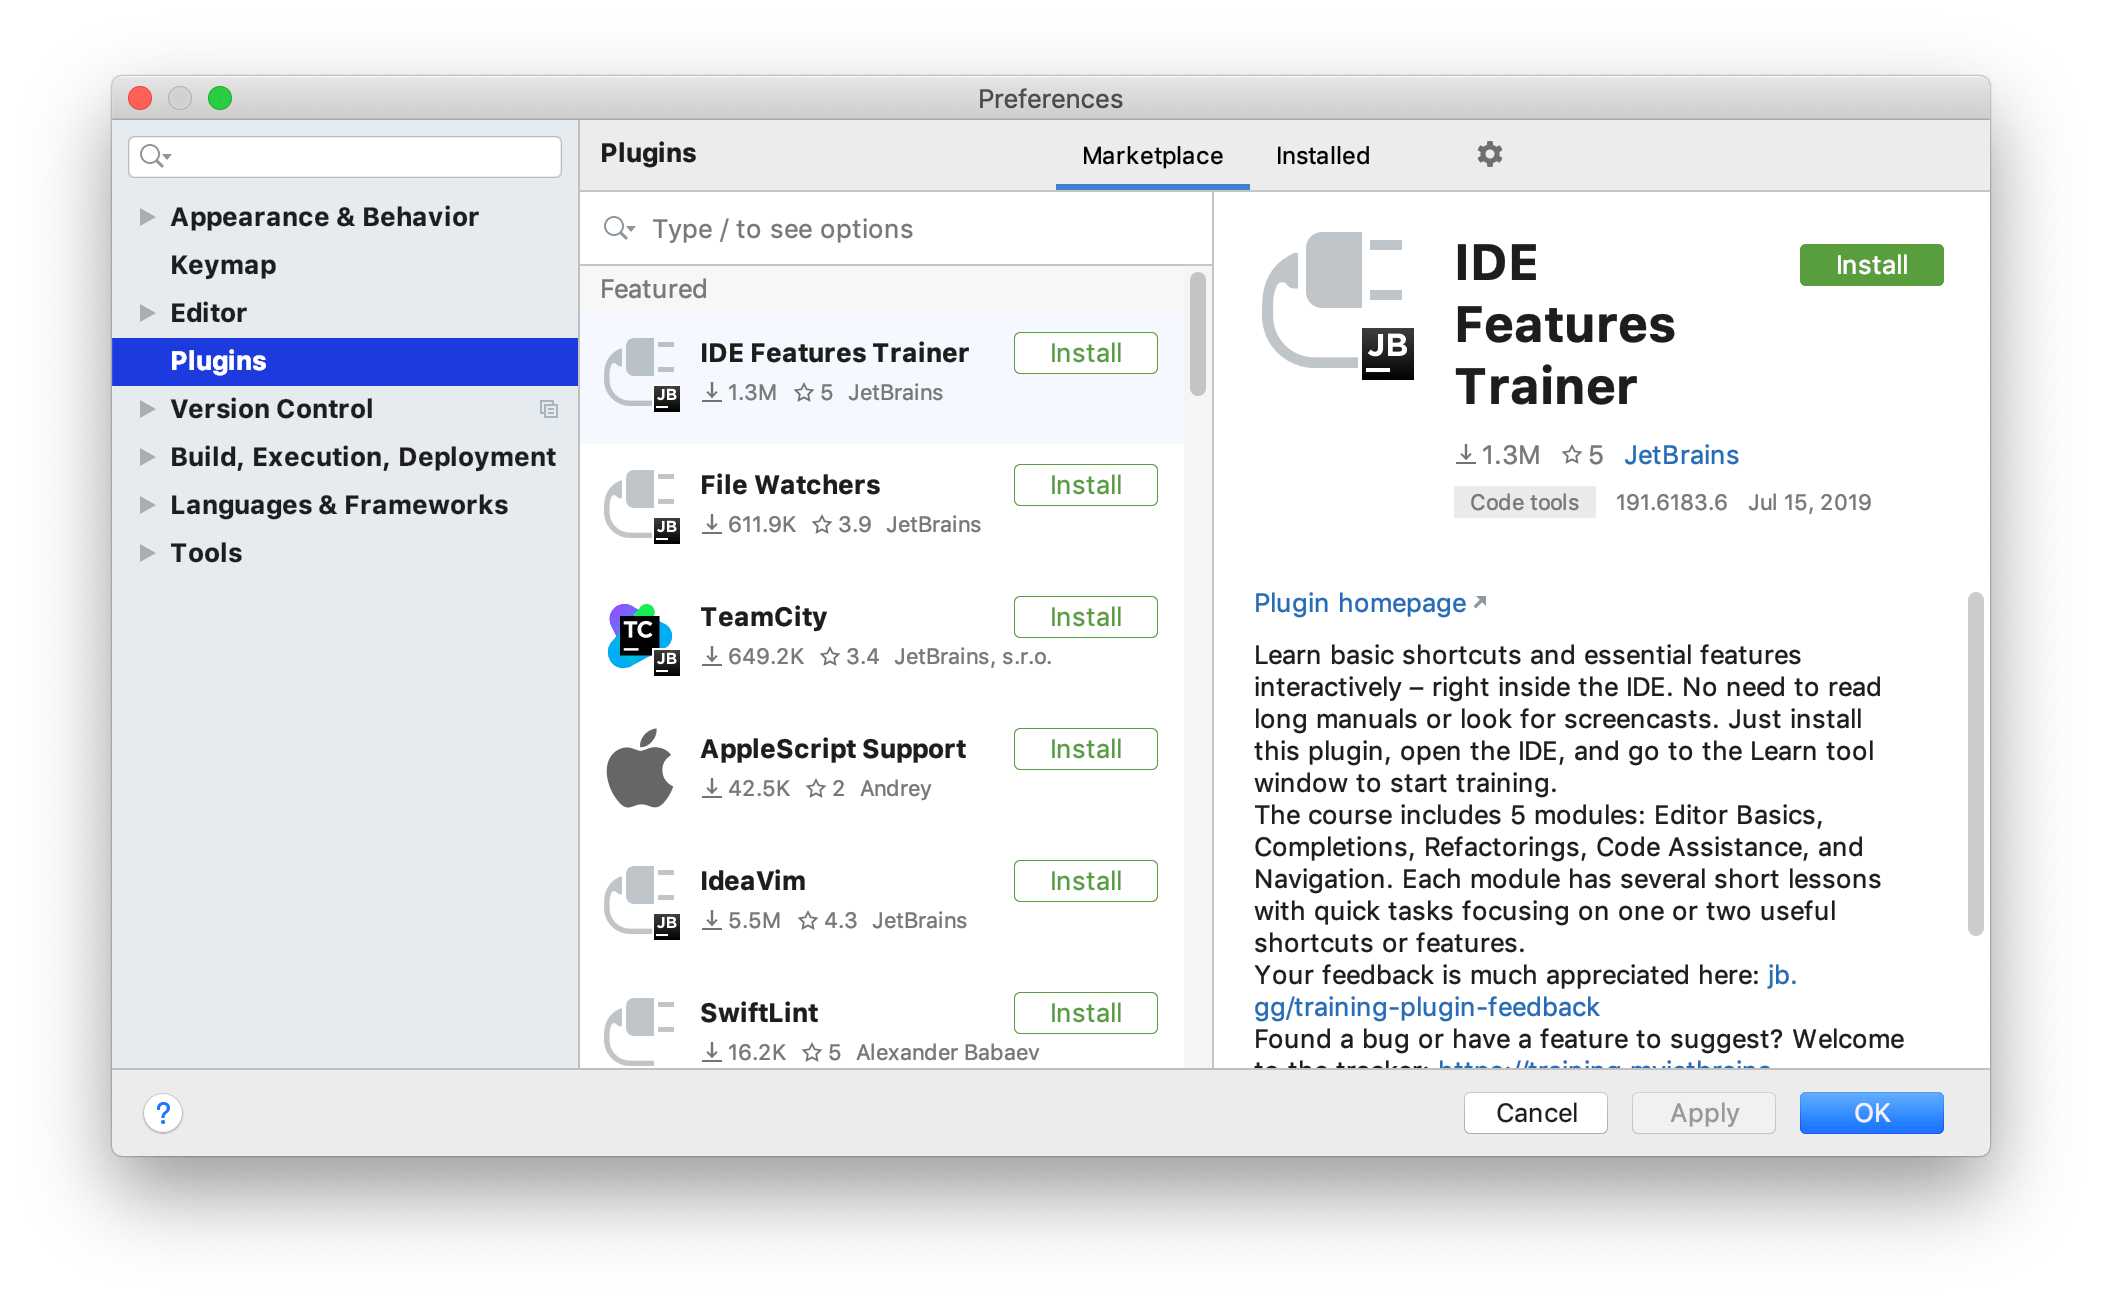 Preferences
Appearance & Behavior
Keymap
Editor
Plugins
Version Control
Build, Execution, Deployment
Languages & Frameworks
Tools
Plugins
Marketplace
Installed
Type / to see options
Featured
IDE Features Trainer
Install
1.3M 5 JetBrains
JB
File Watchers
Install
611.9K 3.9 JetBrains
JB
TeamCity
Install
649.2K 3.4 JetBrains, s.r.o.
TC
JB
AppleScript Support
Install
42.5K 2 Andrey
IdeaVim
Install
5.5M 4.3 JetBrains
JB
SwiftLint
Install
16.2K 5 Alexander Babaev
JB
IDE
Features
Trainer
Install
1.3M 5 JetBrains
Code tools 191.6183.6 Jul 15, 2019
Plugin homepage
Learn basic shortcuts and essential features
interactively – right inside the IDE. No need to read
long manuals or look for screencasts. Just install
this plugin, open the IDE, and go to the Learn tool
window to start training.
The course includes 5 modules: Editor Basics,
Completions, Refactorings, Code Assistance, and
Navigation. Each module has several short lessons
with quick tasks focusing on one or two useful
shortcuts or features.
Your feedback is much appreciated here: jb.
gg/training-plugin-feedback
Found a bug or have a feature to suggest? Welcome
to the tracker: https://training.myjetbrains.
?
Cancel
Apply
OK